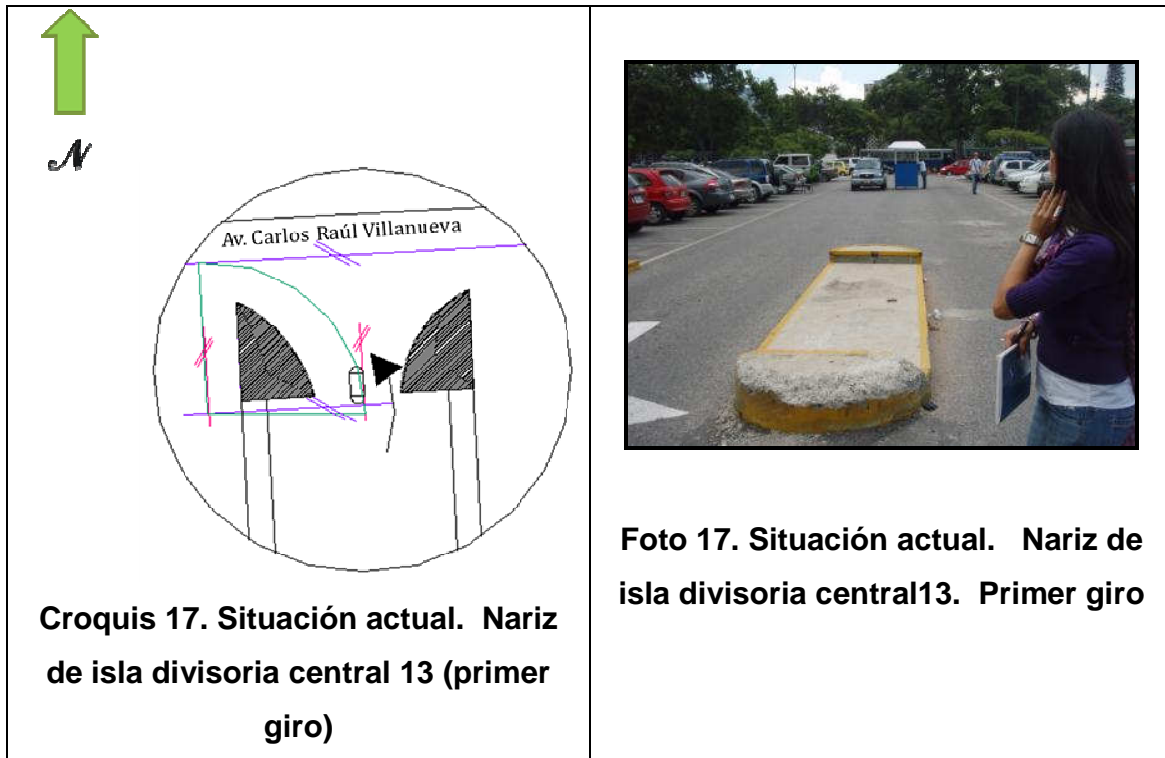 N
Av. Carlos Raúl Villanueva
Croquis 17. Situación actual. Nariz
de isla divisoria central 13 (primer
giro)
Foto 17. Situación actual. Nariz de
isla divisoria central13. Primer giro